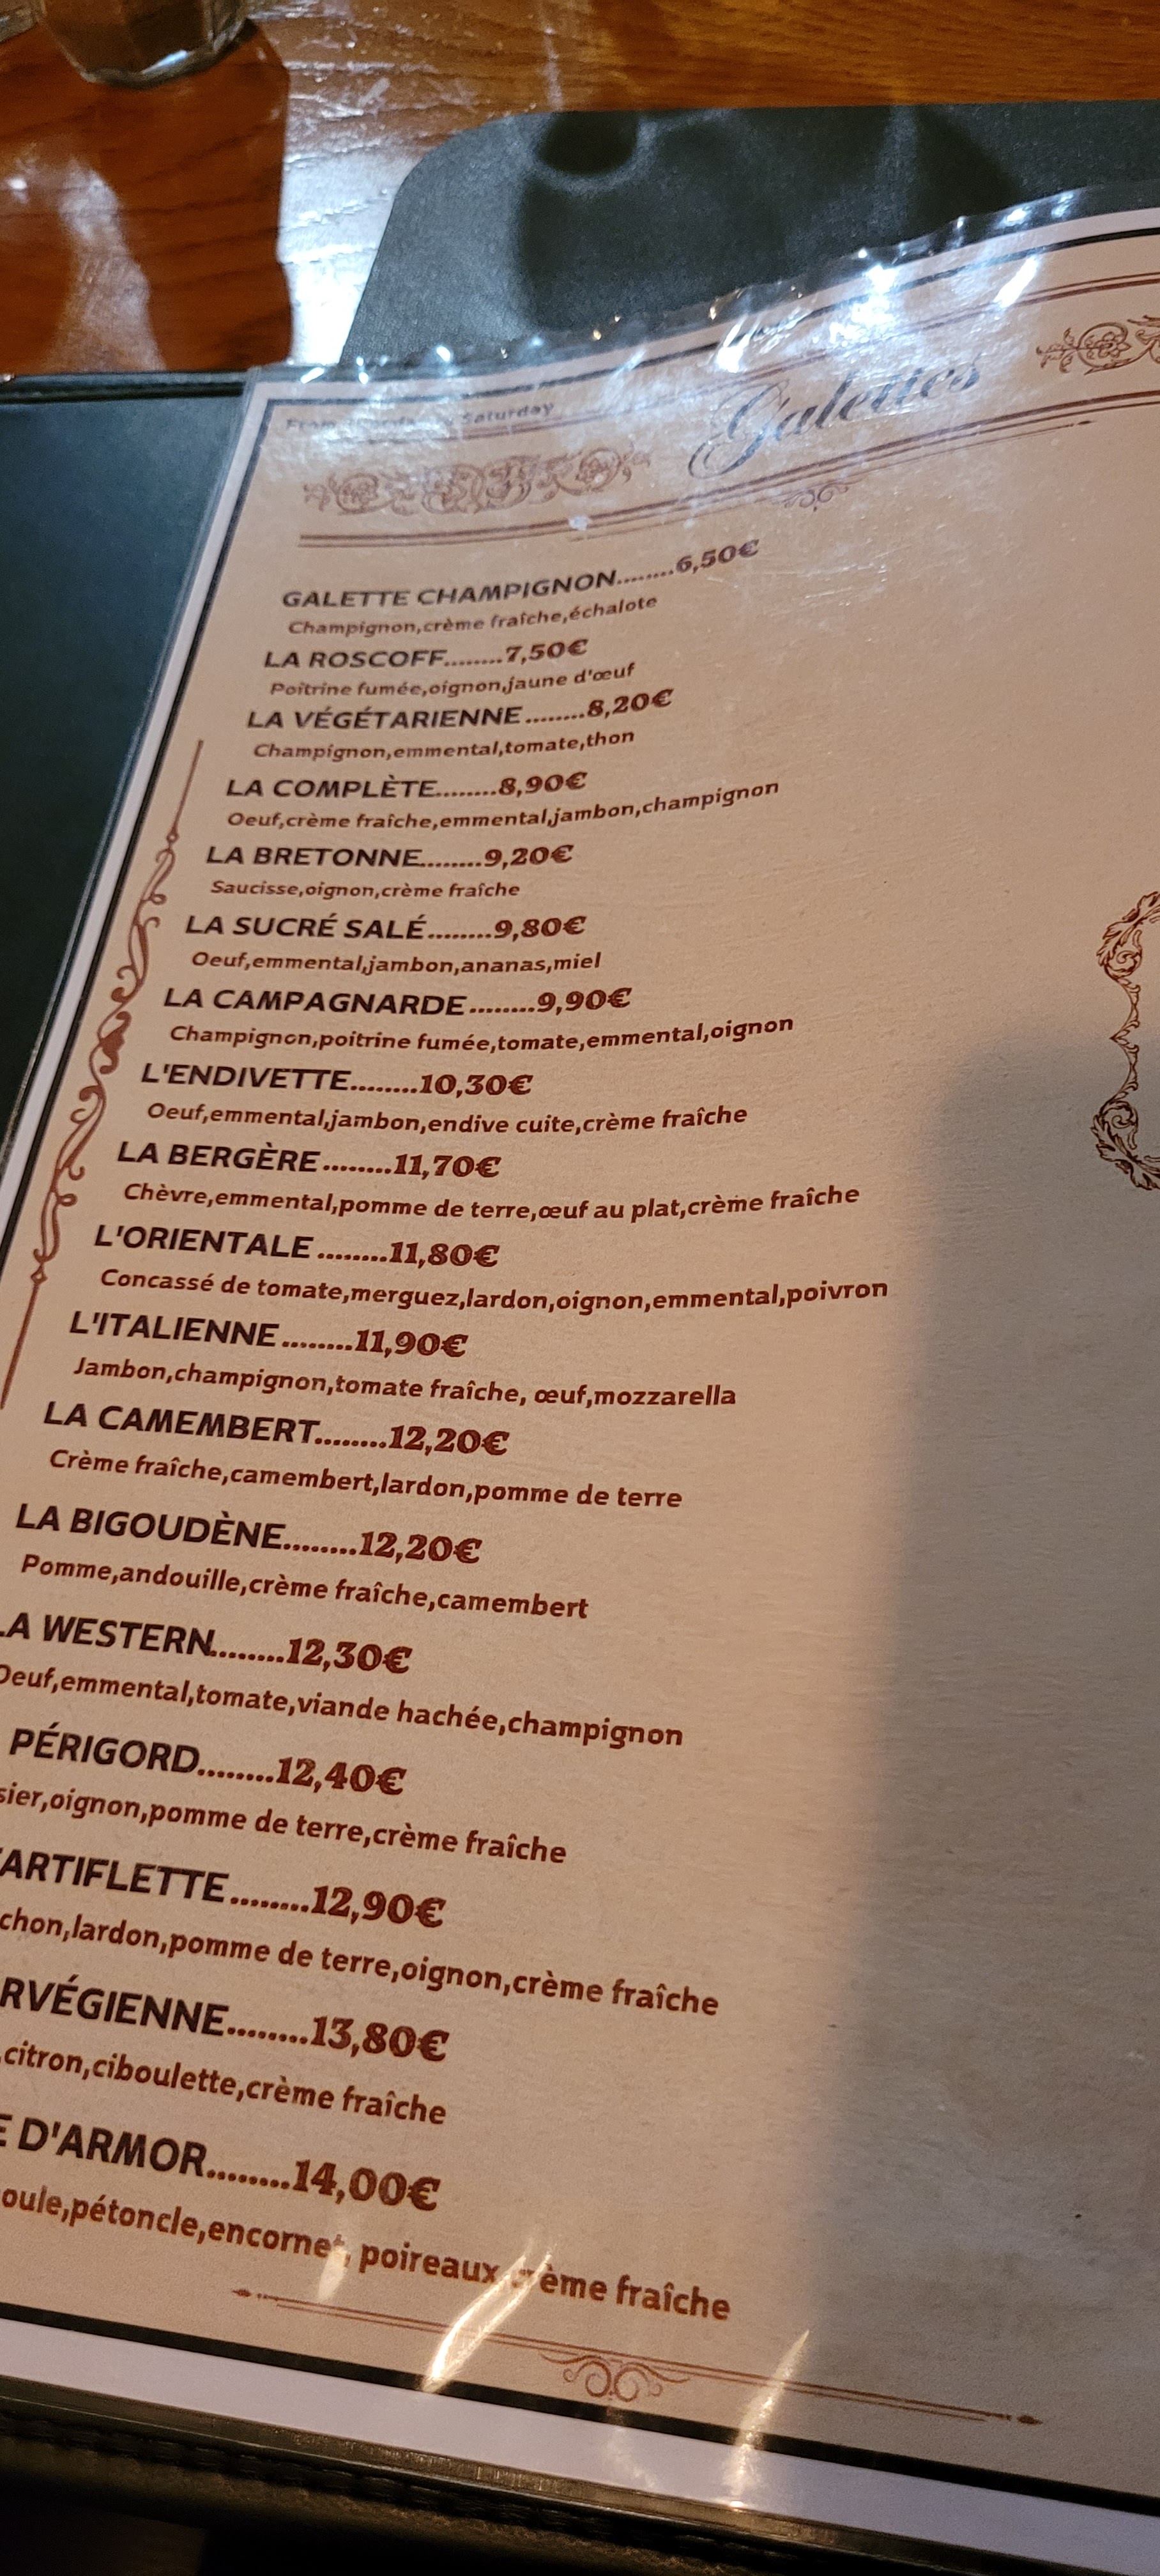 From Saturday
Galettes
GALETTE CHAMPIGNON........6,50€
Champignon,crème fraîche,échalote
LA ROSCOFF........7,50€
Poitrine fumée,oignon,jaune d'œuf
LA VÉGÉTARIENNE........8,20€
Champignon,emmental,tomate,thon
LA COMPLÈTE........8,90€
Oeuf,crème fraîche,emmental,jambon,champignon
LA BRETONNE........9,20€
Saucisse,oignon,crème fraîche
LA SUCRÉ SALÉ........9,80€
Oeuf,emmental,jambon,ananas,miel
LA CAMPAGNARDE........9,90€
Champignon,poitrine fumée,tomate,emmental,oignon
L'ENDIVETTE........10,30€
Oeuf,emmental,jambon,endive cuite,crème fraîche
LA BERGÈRE........11,70€
Chèvre,emmental,pomme de terre,œuf au plat,crème fraîche
L'ORIENTALE ........11,80€
Concassé de tomate,merguez,lardon,oignon,emmental,poivron
L'ITALIENNE ........11,90€
Jambon,champignon,tomate fraîche, œuf,mozzarella
LA CAMEMBERT........12,20€
Crème fraîche,camembert,lardon,pomme de terre
LA BIGOUDÈNE........12,20€
Pomme,andouille,crème fraîche,camembert
LA WESTERN........12,30€
Oeuf,emmental,tomate,viande hachée,champignon
PÉRIGORD........12,40€
sier,oignon,pomme de terre,crème fraîche
ARTIFLETTE........12,90€
chon,lardon,pomme de terre,oignon,crème fraîche
RVÉGIENNE........13,80€
,citron,ciboulette,crème fraîche
E D'ARMOR........14,00€
oule,pétoncle,encornet, poireaux crème fraîche